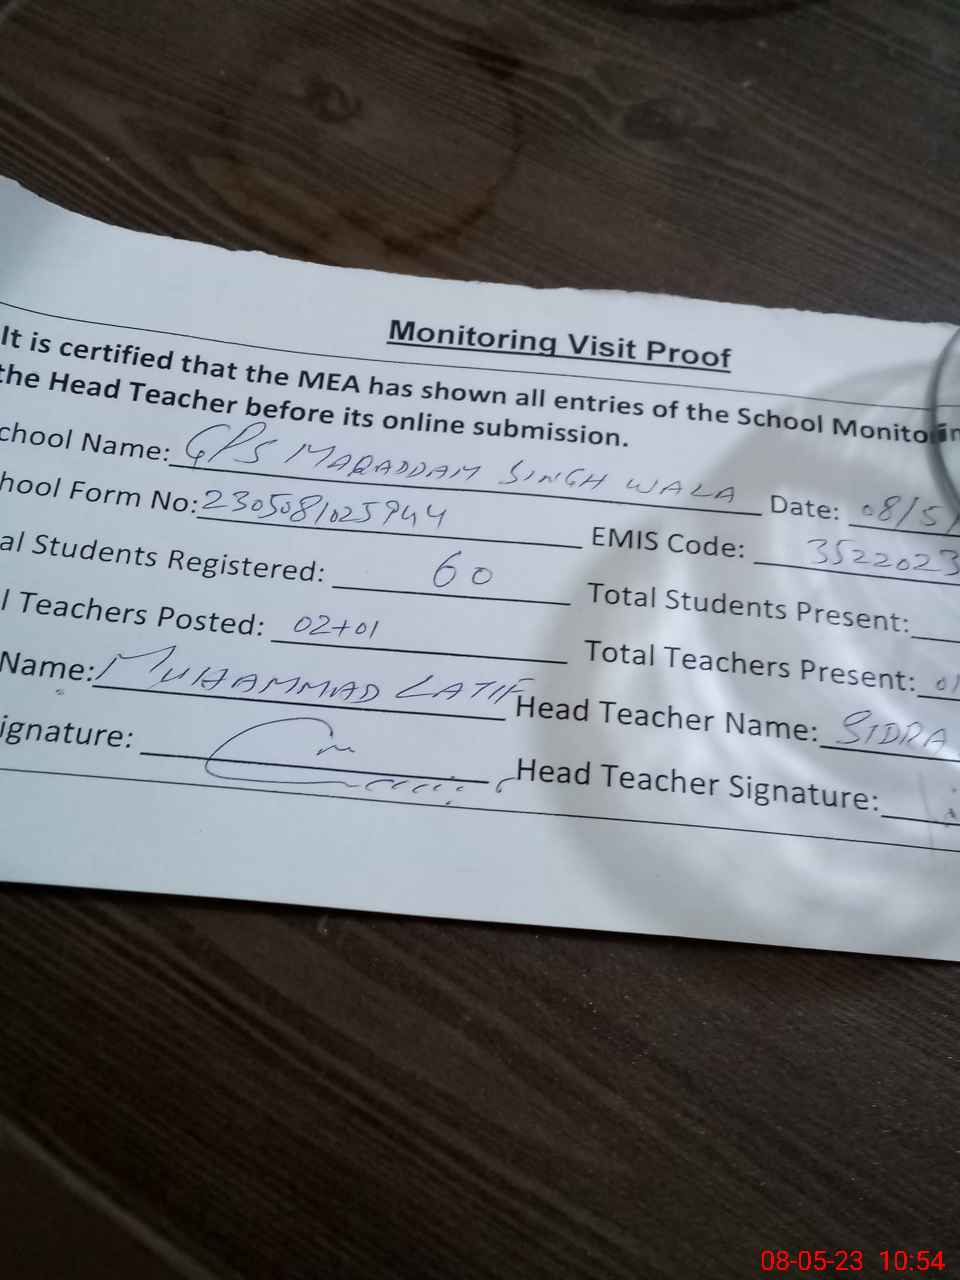 Monitoring Visit Proof
It is certified that the MEA has shown all entries of the School Monitorin
the Head Teacher before its online submission.
chool Name: GPS MAQADDAM SINGH WALA Date: 08/5/
hool Form No: 2305081025944 EMIS Code: 3522023
al Students Registered: 60 Total Students Present:
l Teachers Posted: 02+01 Total Teachers Present: 01
Name: MUHAMMAD LATIF Head Teacher Name: SIDRA
ignature: Head Teacher Signature:
08-05-23 10:54